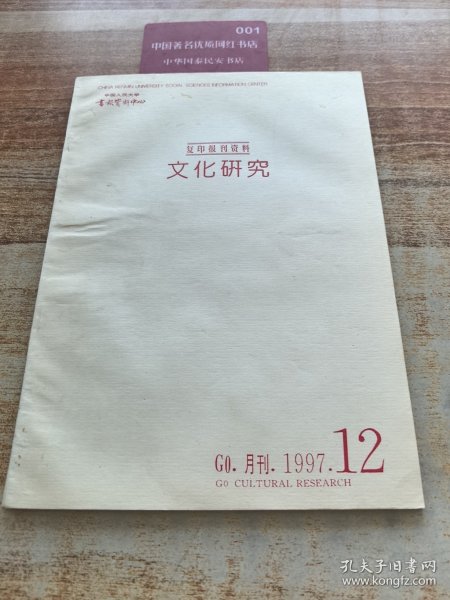 001
中国著名优质网红书店
中华国泰民安书店
CHINA RENMIN UNIVERSITY SOCIAL SCIENCES INFORMATION CENTER
中国人民大学
书报资料中心
复印报刊资料
文化研究
G0.月刊.1997.12
G0 CULTURAL RESEARCH
孔夫子旧书网
www.kongfz.com